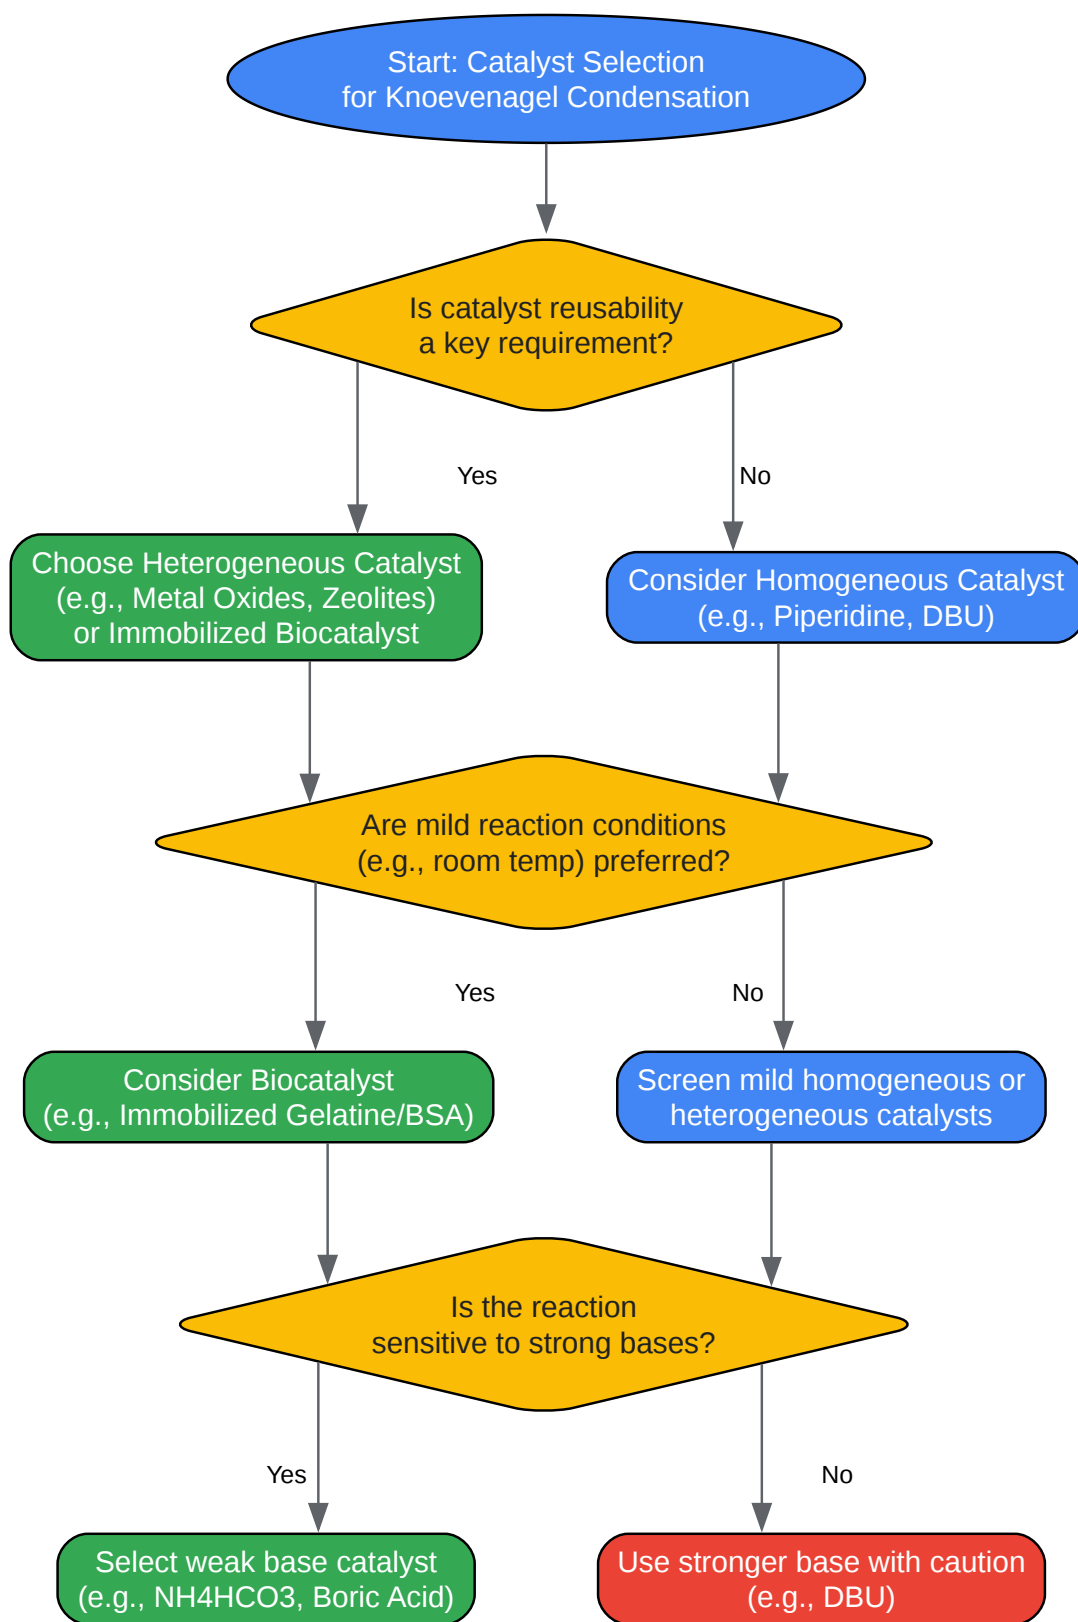 Start: Catalyst Selection
for Knoevenagel Condensation
Is catalyst reusability
a key requirement?
Yes
No
Choose Heterogeneous Catalyst
(e.g., Metal Oxides, Zeolites)
or Immobilized Biocatalyst
Consider Homogeneous Catalyst
(e.g., Piperidine, DBU)
Are mild reaction conditions
(e.g., room temp) preferred?
Yes
No
Consider Biocatalyst
(e.g., Immobilized Gelatine/BSA)
Screen mild homogeneous or
heterogeneous catalysts
Is the reaction
sensitive to strong bases?
Yes
No
Select weak base catalyst
(e.g., NH4HCO3, Boric Acid)
Use stronger base with caution
(e.g., DBU)